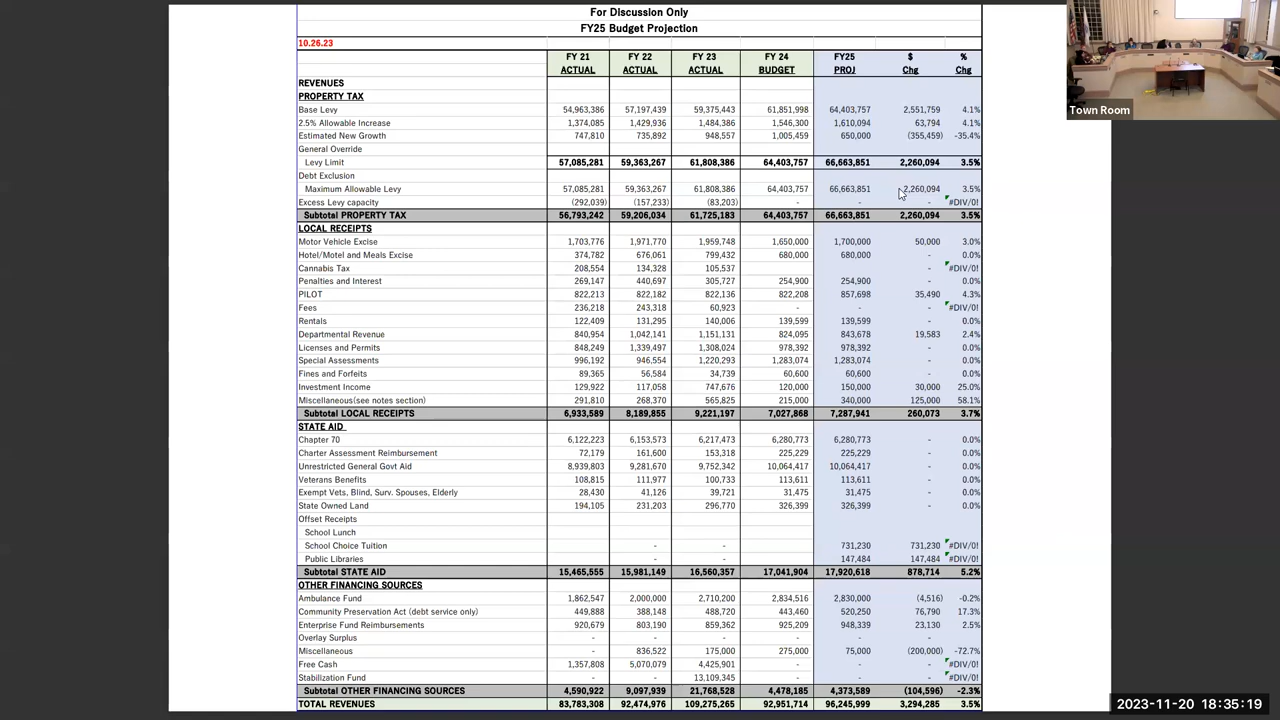 For Discussion Only
FY25 Budget Projection
10.26.23
FY 21 FY 22 FY 23 FY 24 FY25 $ %
ACTUAL ACTUAL ACTUAL BUDGET PROJ Chg Chg
REVENUES
PROPERTY TAX
Base Levy 54,963,386 57,197,439 59,375,443 61,851,998 64,403,757 2,551,759 4.1%
2.5% Allowable Increase 1,374,085 1,429,936 1,484,386 1,546,300 1,610,094 63,794 4.1%
Estimated New Growth 747,810 735,892 948,557 1,005,459 650,000 (355,459) -35.4%
General Override
Levy Limit 57,085,281 59,363,267 61,808,386 64,403,757 66,663,851 2,260,094 3.5%
Debt Exclusion
Maximum Allowable Levy 57,085,281 59,363,267 61,808,386 64,403,757 66,663,851 2,260,094 3.5%
Excess Levy capacity (292,039) (157,233) (83,203) - - - #DIV/0!
Subtotal PROPERTY TAX 56,793,242 59,206,034 61,725,183 64,403,757 66,663,851 2,260,094 3.5%
LOCAL RECEIPTS
Motor Vehicle Excise 1,703,776 1,971,770 1,959,748 1,650,000 1,700,000 50,000 3.0%
Hotel/Motel and Meals Excise 374,782 676,061 799,432 680,000 680,000 - 0.0%
Cannabis Tax 208,554 134,328 105,537 - #DIV/0!
Penalties and Interest 269,147 440,697 305,727 254,900 254,900 - 0.0%
PILOT 822,213 822,182 822,136 822,208 857,698 35,490 4.3%
Fees 236,218 243,318 60,923 - - - #DIV/0!
Rentals 122,409 131,295 140,006 139,599 139,599 - 0.0%
Departmental Revenue 840,954 1,042,141 1,151,131 824,095 843,678 19,583 2.4%
Licenses and Permits 848,249 1,339,497 1,308,024 978,392 978,392 - 0.0%
Special Assessments 996,192 946,554 1,220,293 1,283,074 1,283,074 - 0.0%
Fines and Forfeits 89,365 56,584 34,739 60,600 60,600 - 0.0%
Investment Income 129,922 117,058 747,676 120,000 150,000 30,000 25.0%
Miscellaneous(see notes section) 291,810 268,370 565,825 215,000 340,000 125,000 58.1%
Subtotal LOCAL RECEIPTS 6,933,589 8,189,855 9,221,197 7,027,868 7,287,941 260,073 3.7%
STATE AID
Chapter 70 6,122,223 6,153,573 6,217,473 6,280,773 6,280,773 - 0.0%
Charter Assessment Reimbursement 72,179 161,600 153,318 225,229 225,229 - 0.0%
Unrestricted General Govt Aid 8,939,803 9,281,670 9,752,342 10,064,417 10,064,417 - 0.0%
Veterans Benefits 108,815 111,977 100,733 113,611 113,611 - 0.0%
Exempt Vets, Blind, Surv. Spouses, Elderly 28,430 41,126 39,721 31,475 31,475 - 0.0%
State Owned Land 194,105 231,203 296,770 326,399 326,399 - 0.0%
Offset Receipts
School Lunch
School Choice Tuition - - 731,230 731,230 #DIV/0!
Public Libraries - - 147,484 147,484 #DIV/0!
Subtotal STATE AID 15,465,555 15,981,149 16,560,357 17,041,904 17,920,618 878,714 5.2%
OTHER FINANCING SOURCES
Ambulance Fund 1,862,547 2,000,000 2,710,200 2,834,516 2,830,000 (4,516) -0.2%
Community Preservation Act (debt service only) 449,888 388,148 488,720 443,460 520,250 76,790 17.3%
Enterprise Fund Reimbursements 920,679 803,190 859,362 925,209 948,339 23,130 2.5%
Overlay Surplus - - - - - -
Miscellaneous - 836,522 175,000 275,000 75,000 (200,000) -72.7%
Free Cash 1,357,808 5,070,079 4,425,901 - - - #DIV/0!
Stabilization Fund - - 13,109,345 - - #DIV/0!
Subtotal OTHER FINANCING SOURCES 4,590,922 9,097,939 21,768,528 4,478,185 4,373,589 (104,596) -2.3%
TOTAL REVENUES 83,783,308 92,474,976 109,275,265 92,951,714 96,245,999 3,294,285 3.5%
Town Room
2023-11-20 18:35:19